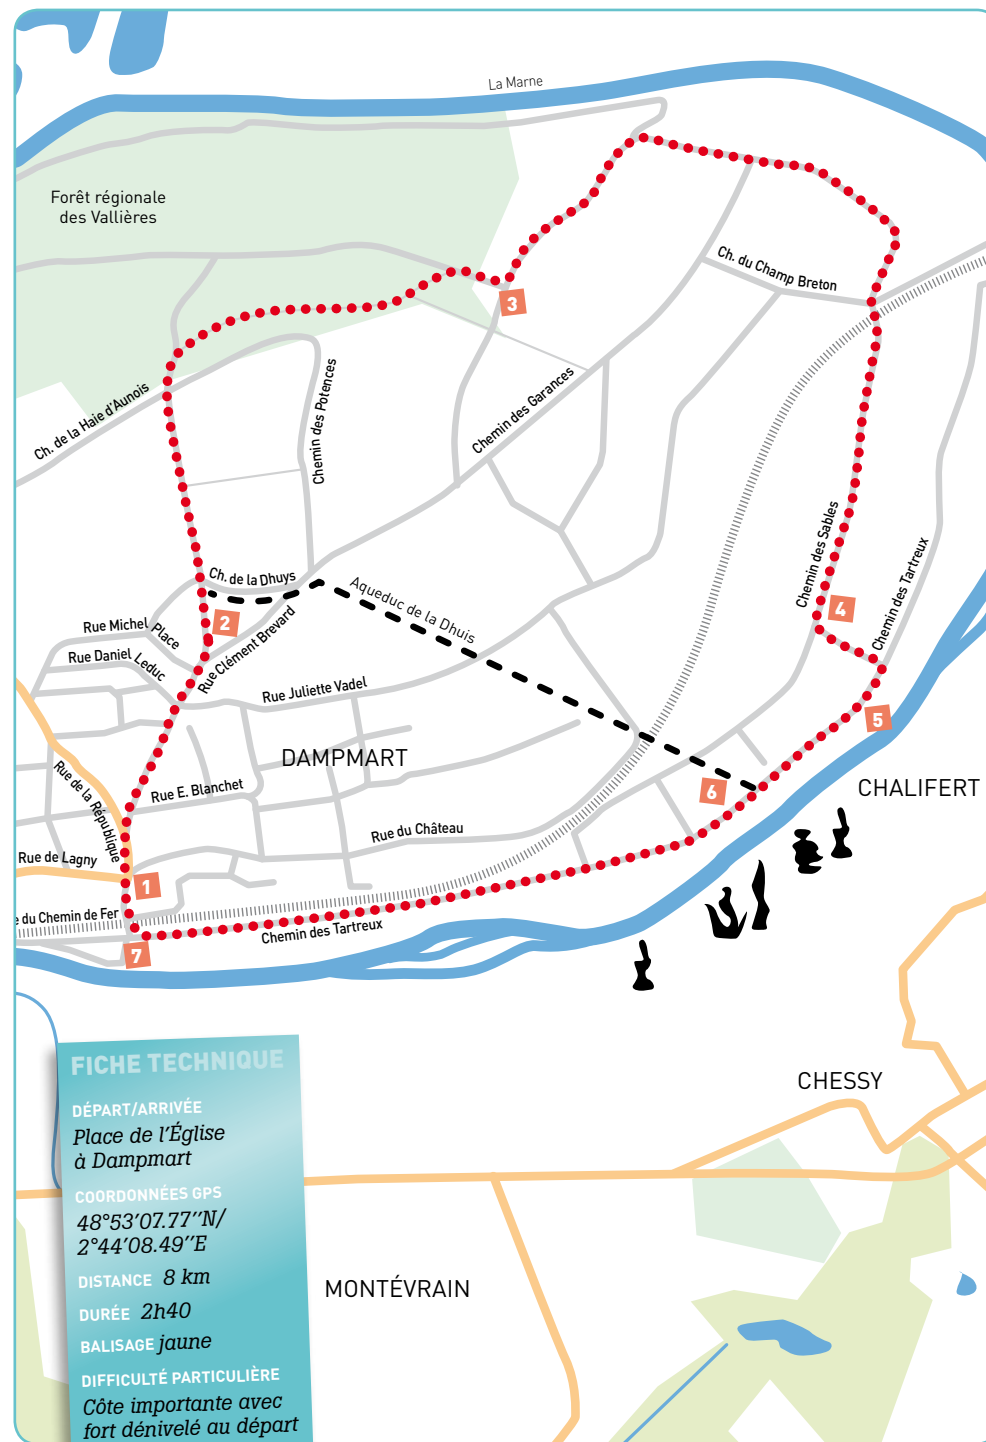 La Marne
Forêt régionale
des Vallières
Ch. du Champ Breton
3
Ch. de la Haie d'Aunois
Chemin des Potences
Chemin des Garances
Chemin des Sables
Chemin des Tartreux
Ch. de la Dhuys
Aqueduc de la Dhuis
4
2
Rue Michel Place
Rue Clément Brevard
Rue Daniel Leduc
Rue Juliette Vadel
5
DAMPMART
Rue de la République
Rue E. Blanchet
6
CHALIFERT
Rue du Château
Rue de Lagny
1
e du Chemin de Fer
Chemin des Tartreux
7
FICHE TECHNIQUE
DÉPART/ARRIVÉE
Place de l'Église
à Dampmart
COORDONNÉES GPS
48°53'07.77''N/
2°44'08.49''E
DISTANCE 8 km
DURÉE 2h40
BALISAGE jaune
DIFFICULTÉ PARTICULIÈRE
Côte importante avec
fort dénivelé au départ
CHESSY
MONTÉVRAIN